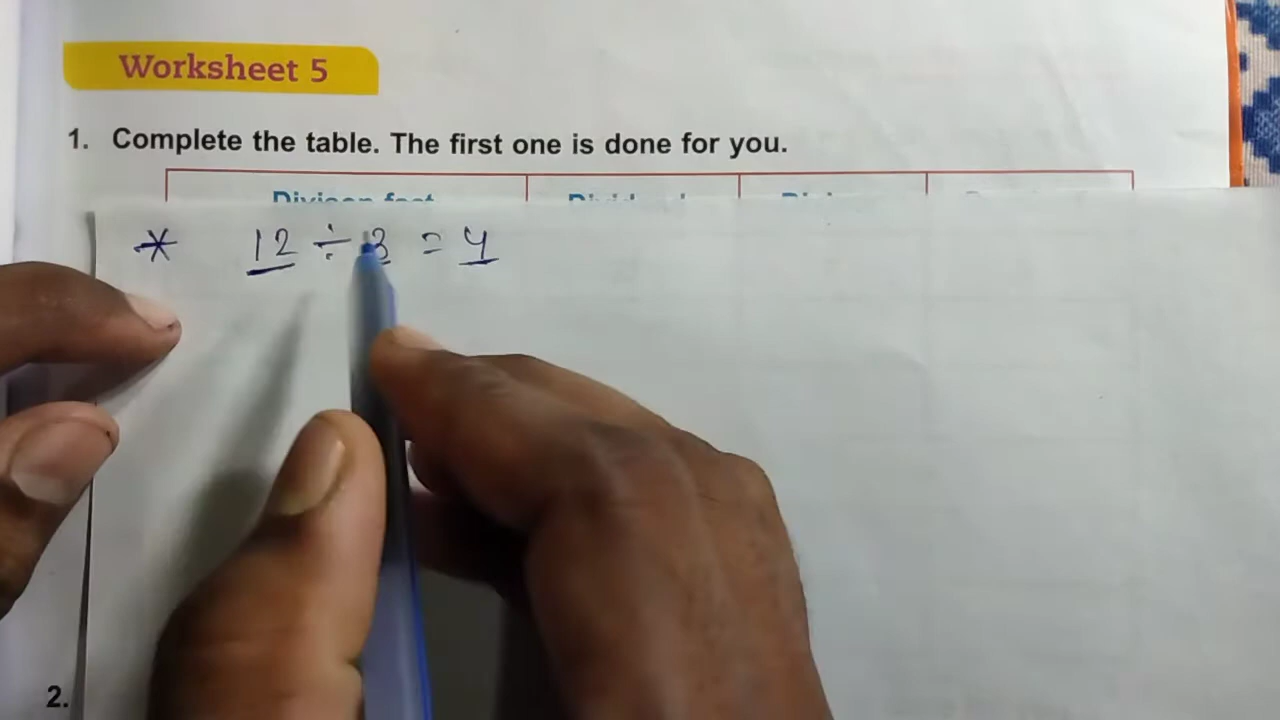 Worksheet 5
1. Complete the table. The first one is done for you.
* 12 ÷ 3 = 4
2.